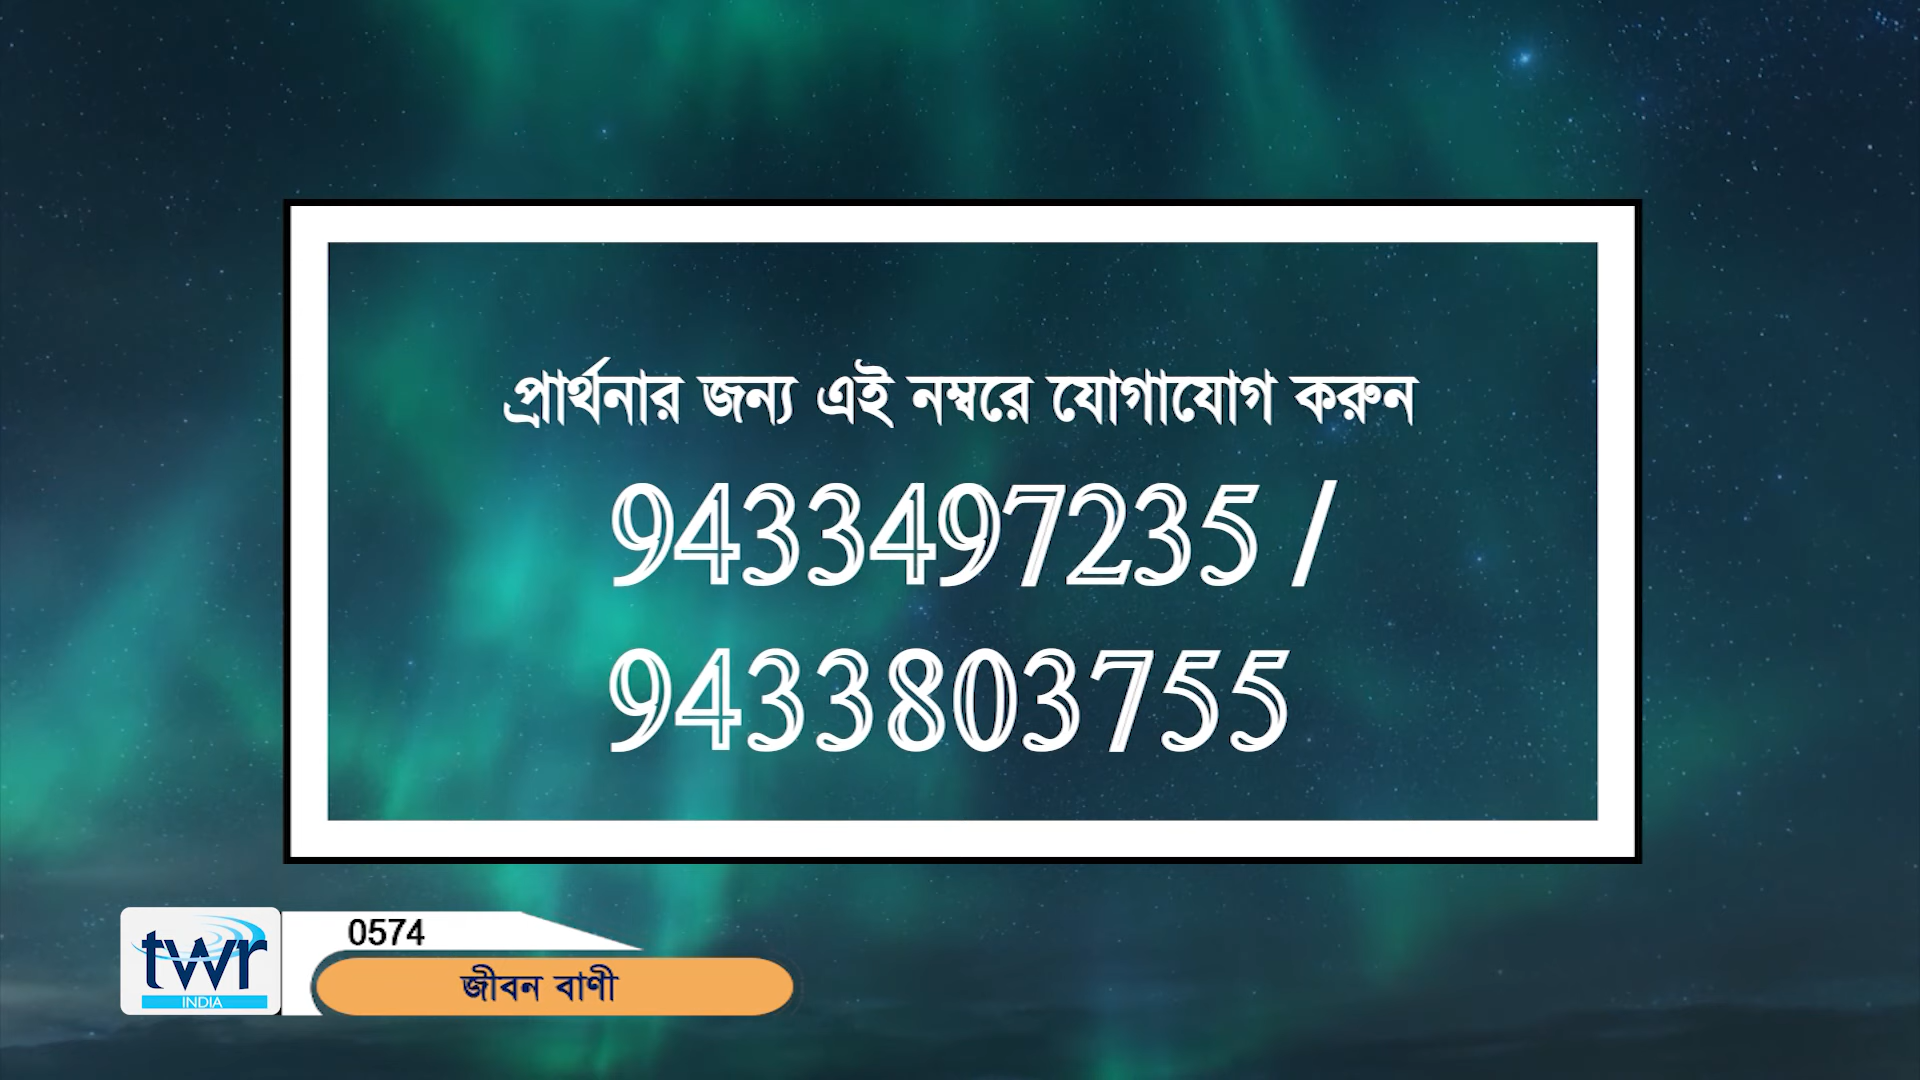 প্রার্থনার জন্য এই নম্বরে যোগাযোগ করুন
9433497235 /
9433803755
0574
twr
INDIA
জীবন বাণী